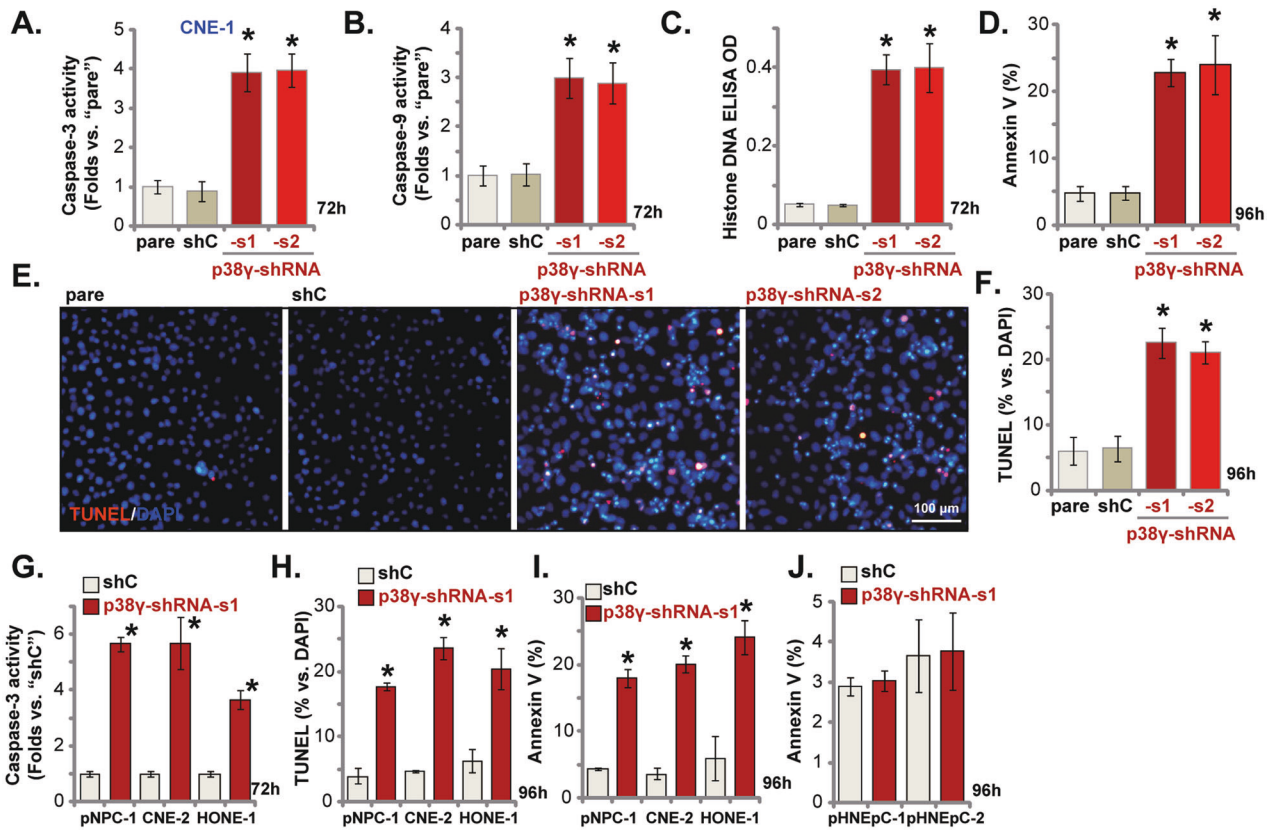 A.
CNE-1
Caspase-3 activity
(Folds vs. “pare”)
5
4
3
2
1
0
*
*
72h
pare shC -s1 -s2
p38γ-shRNA
B.
Caspase-9 activity
(Folds vs. “pare”)
4
3
2
1
0
*
*
72h
pare shC -s1 -s2
p38γ-shRNA
C.
Histone DNA ELISA OD
0.4
0.2
0
*
*
72h
pare shC -s1 -s2
p38γ-shRNA
D.
Annexin V (%)
30
20
10
0
*
*
96h
pare shC -s1 -s2
p38γ-shRNA
E.
pare
shC
p38γ-shRNA-s1
p38γ-shRNA-s2
TUNEL/DAPI
100 µm
F.
TUNEL (% vs. DAPI)
30
20
10
0
*
*
96h
pare shC -s1 -s2
p38γ-shRNA
G.
shC
p38γ-shRNA-s1
Caspase-3 activity
(Folds vs. “shC”)
6
4
2
0
*
*
*
72h
pNPC-1 CNE-2 HONE-1
H.
shC
p38γ-shRNA-s1
TUNEL (% vs. DAPI)
30
20
10
0
*
*
*
96h
pNPC-1 CNE-2 HONE-1
I.
shC
p38γ-shRNA-s1
Annexin V (%)
30
20
10
0
*
*
*
96h
pNPC-1 CNE-2 HONE-1
J.
shC
p38γ-shRNA-s1
Annexin V (%)
5
4
3
2
1
0
96h
pHNEpC-1 pHNEpC-2